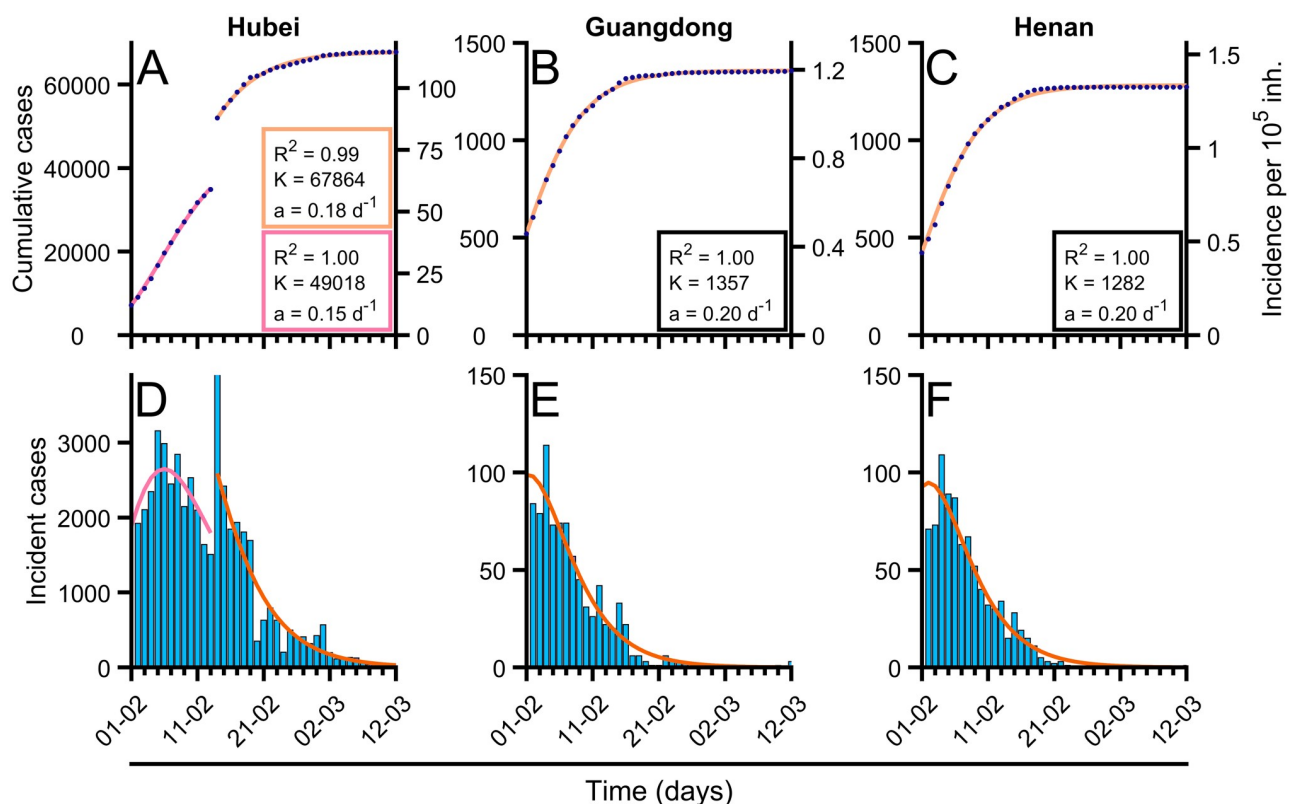 Hubei
Guangdong
Henan
A
B
C
Cumulative cases
60000
40000
20000
0
100
75
50
25
0
R² = 0.99
K = 67864
a = 0.18 d⁻¹
R² = 1.00
K = 49018
a = 0.15 d⁻¹
1500
1000
500
0
1.2
0.8
0.4
0
R² = 1.00
K = 1357
a = 0.20 d⁻¹
1500
1000
500
0
1.5
1
0.5
0
R² = 1.00
K = 1282
a = 0.20 d⁻¹
Incidence per 10⁵ inh.
D
E
F
Incident cases
3000
2000
1000
0
150
100
50
0
150
100
50
0
01-02
11-02
21-02
02-03
12-03
01-02
11-02
21-02
02-03
12-03
01-02
11-02
21-02
02-03
12-03
Time (days)